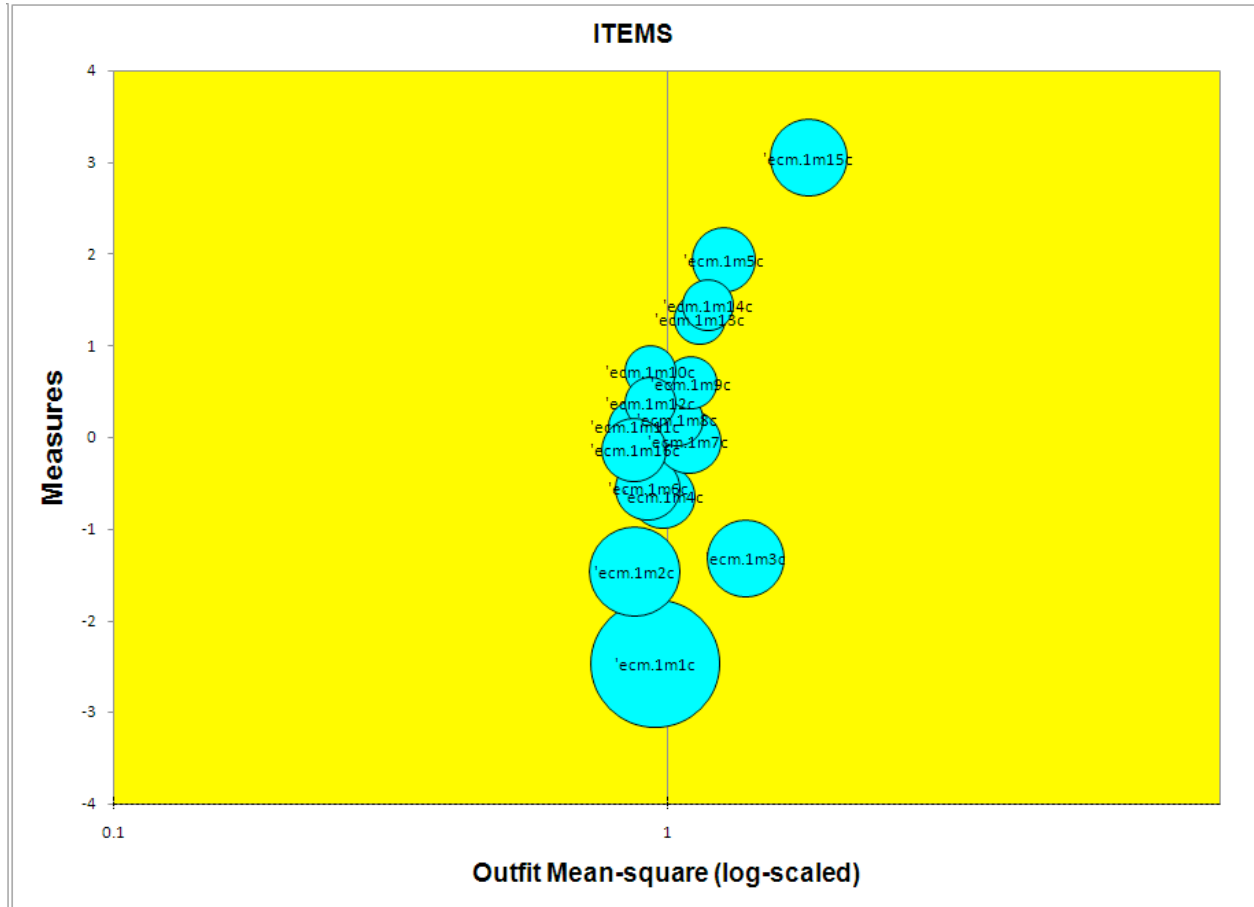 ITEMS
4
3
2
1
0
-1
-2
-3
-4
Measures
'ecm.1m15c
'ecm.1m5c
'ecm.1m14c
'ecm.1m13c
'ecm.1m10c
'ecm.1m9c
'ecm.1m12c
'ecm.1m8c
'ecm.1m11c
'ecm.1m7c
'ecm.1m16c
'ecm.1m6c
'ecm.1m4c
'ecm.1m3c
'ecm.1m2c
'ecm.1m1c
0.1
1
Outfit Mean-square (log-scaled)